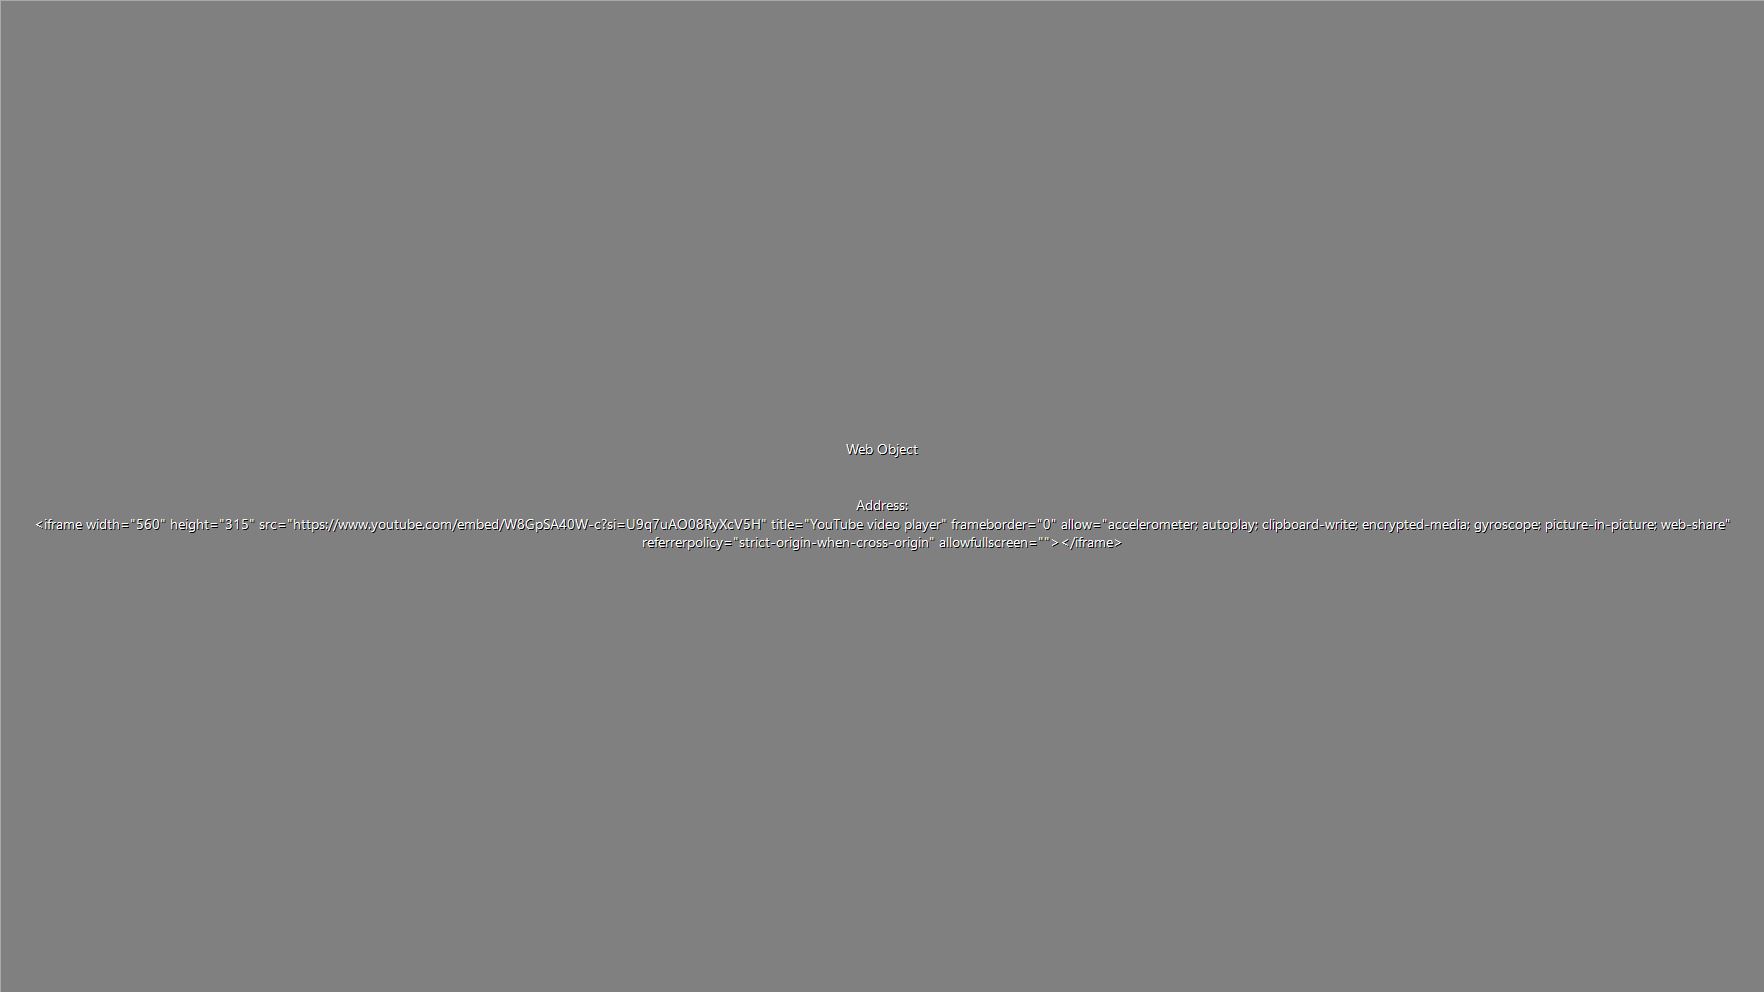 Web Object
Address:
<iframe width="560" height="315" src="https://www.youtube.com/embed/W8GpSA40W-c?si=U9q7uAO08RyXcV5H" title="YouTube video player" frameborder="0" allow="accelerometer; autoplay; clipboard-write; encrypted-media; gyroscope; picture-in-picture; web-share"
referrerpolicy="strict-origin-when-cross-origin" allowfullscreen=""></iframe>